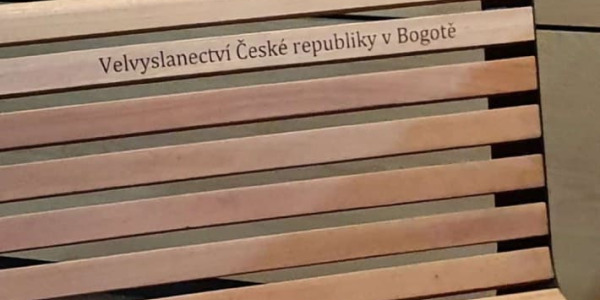 Velvyslanectví České republiky v Bogotě